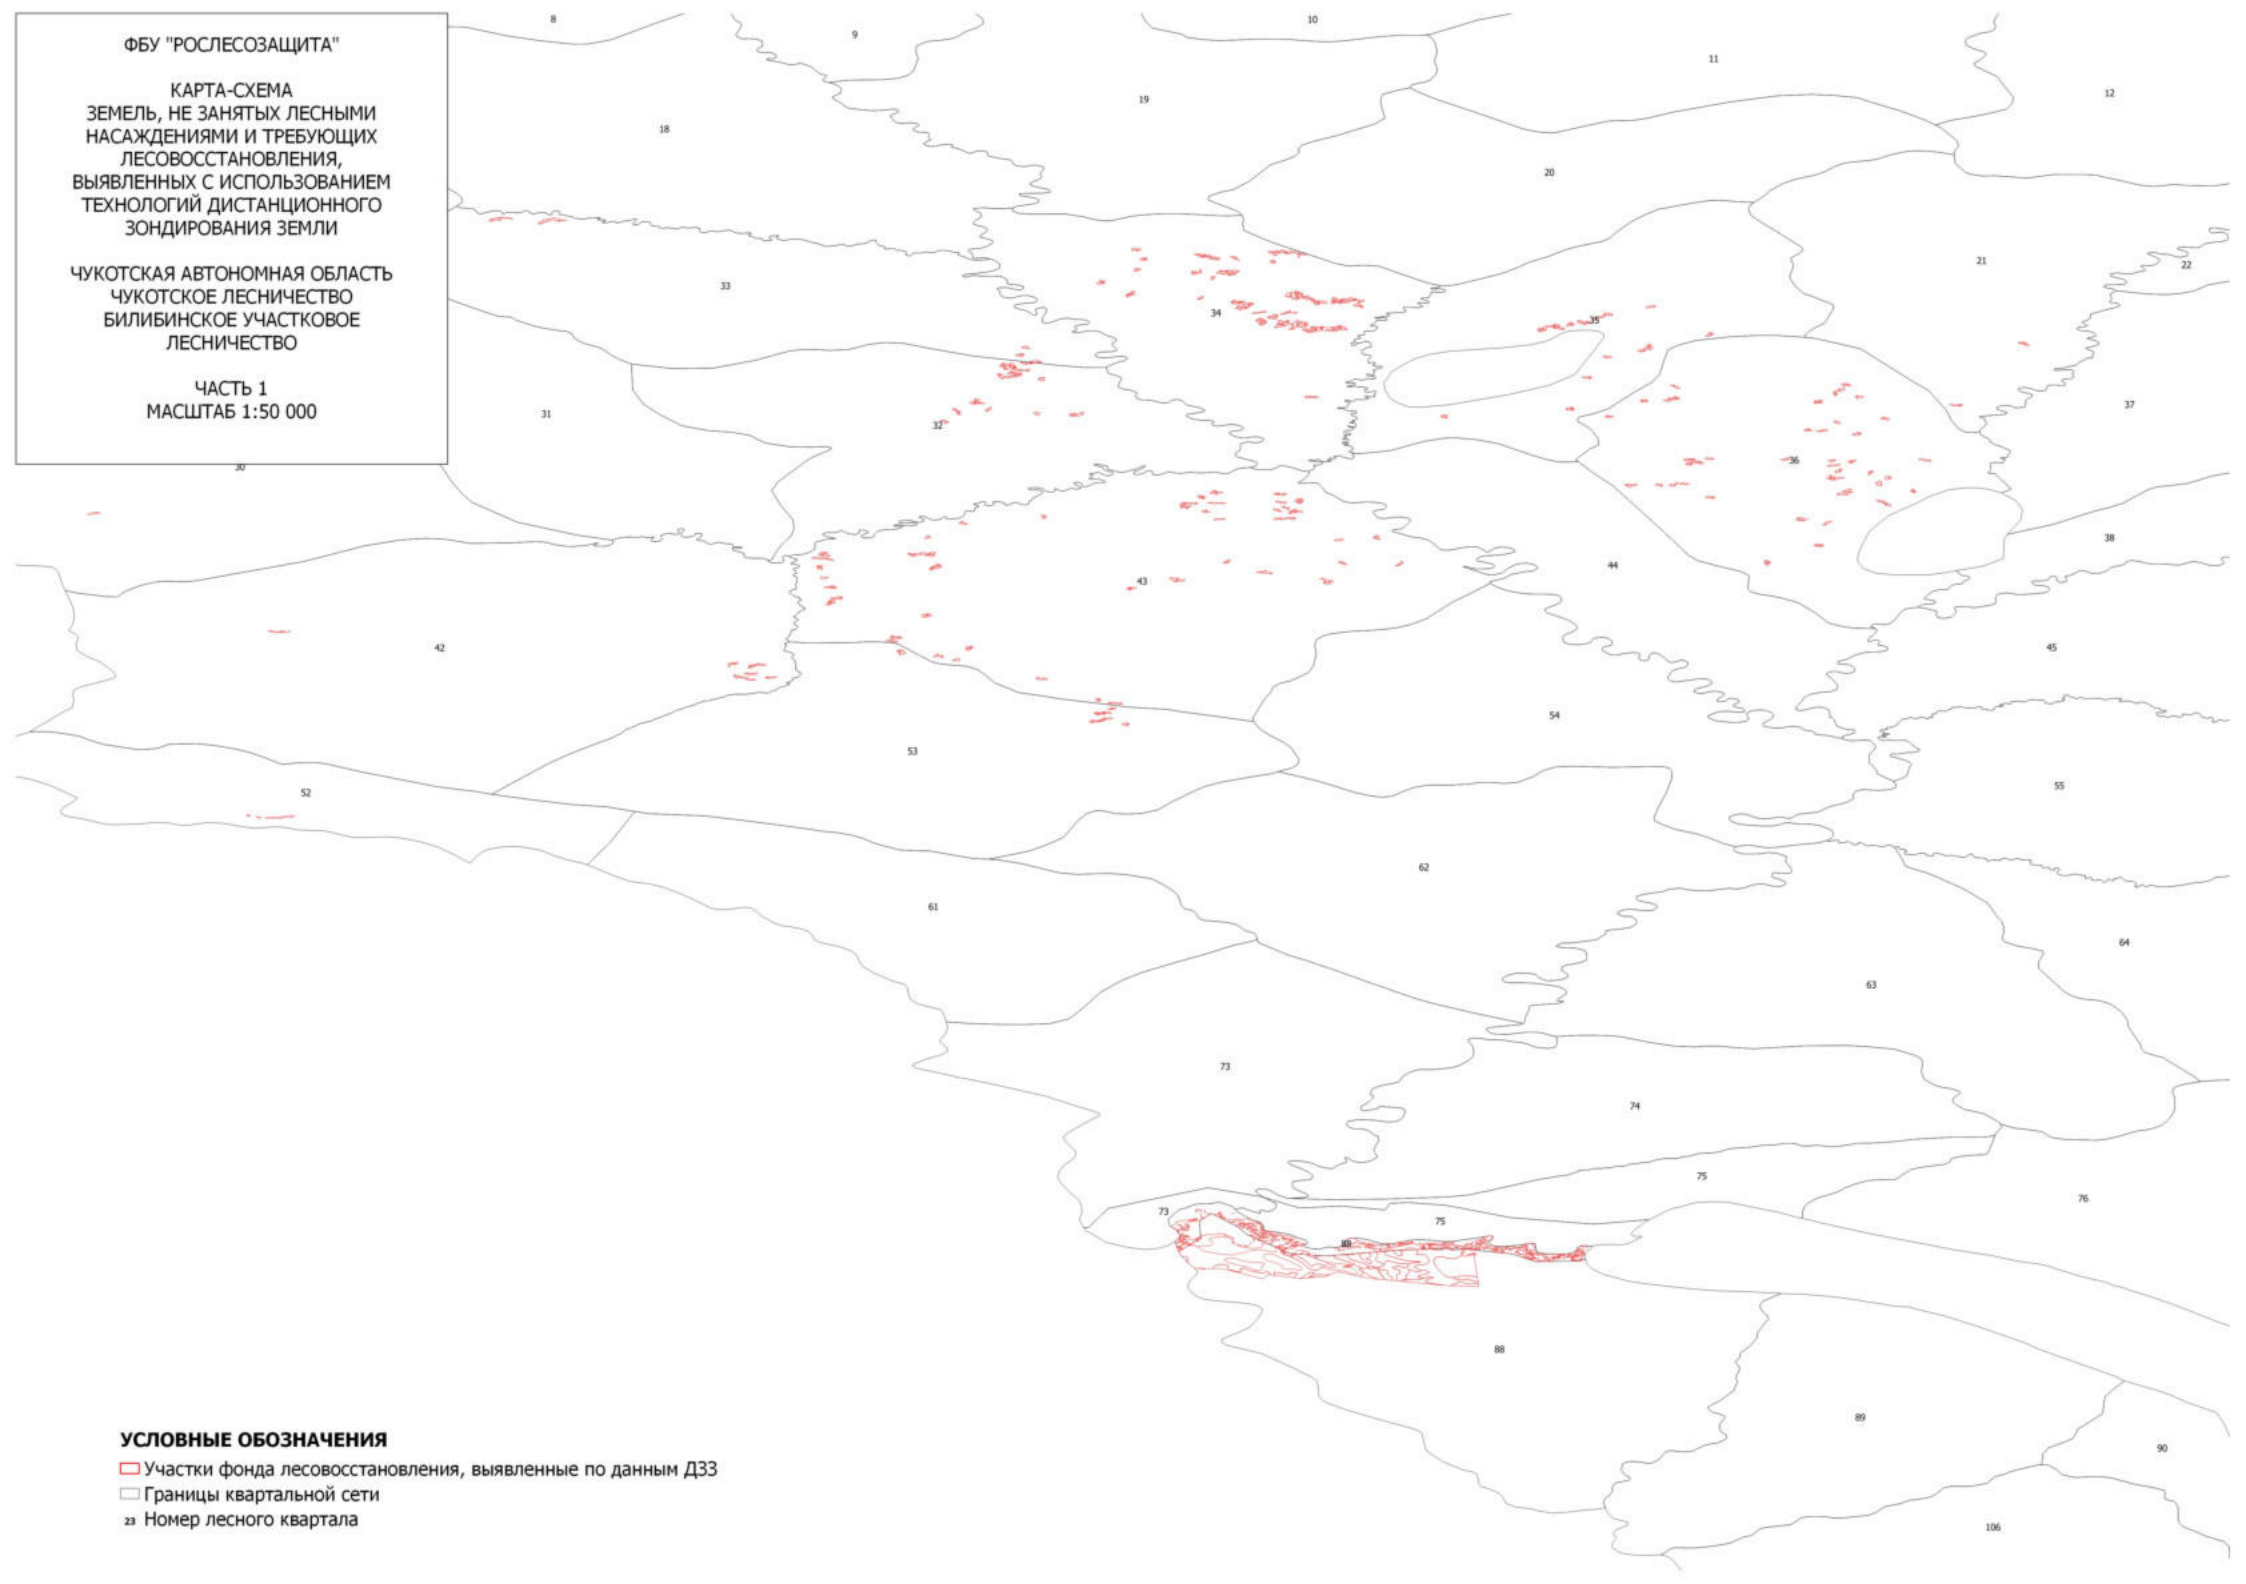 ФБУ "РОСЛЕСОЗАЩИТА"
КАРТА-СХЕМА
ЗЕМЕЛЬ, НЕ ЗАНЯТЫХ ЛЕСНЫМИ
НАСАЖДЕНИЯМИ И ТРЕБУЮЩИХ
ЛЕСОВОССТАНОВЛЕНИЯ,
ВЫЯВЛЕННЫХ С ИСПОЛЬЗОВАНИЕМ
ТЕХНОЛОГИЙ ДИСТАНЦИОННОГО
ЗОНДИРОВАНИЯ ЗЕМЛИ
ЧУКОТСКАЯ АВТОНОМНАЯ ОБЛАСТЬ
ЧУКОТСКОЕ ЛЕСНИЧЕСТВО
БИЛИБИНСКОЕ УЧАСТКОВОЕ
ЛЕСНИЧЕСТВО
ЧАСТЬ 1
МАСШТАБ 1:50 000
8
9
10
11
12
19
18
20
21
22
33
34
35
37
31
32
36
30
38
44
43
42
45
54
53
55
52
62
61
64
63
73
74
75
76
73
75
88
88
89
90
106
УСЛОВНЫЕ ОБОЗНАЧЕНИЯ
Участки фонда лесовосстановления, выявленные по данным ДЗЗ
Границы квартальной сети
23 Номер лесного квартала